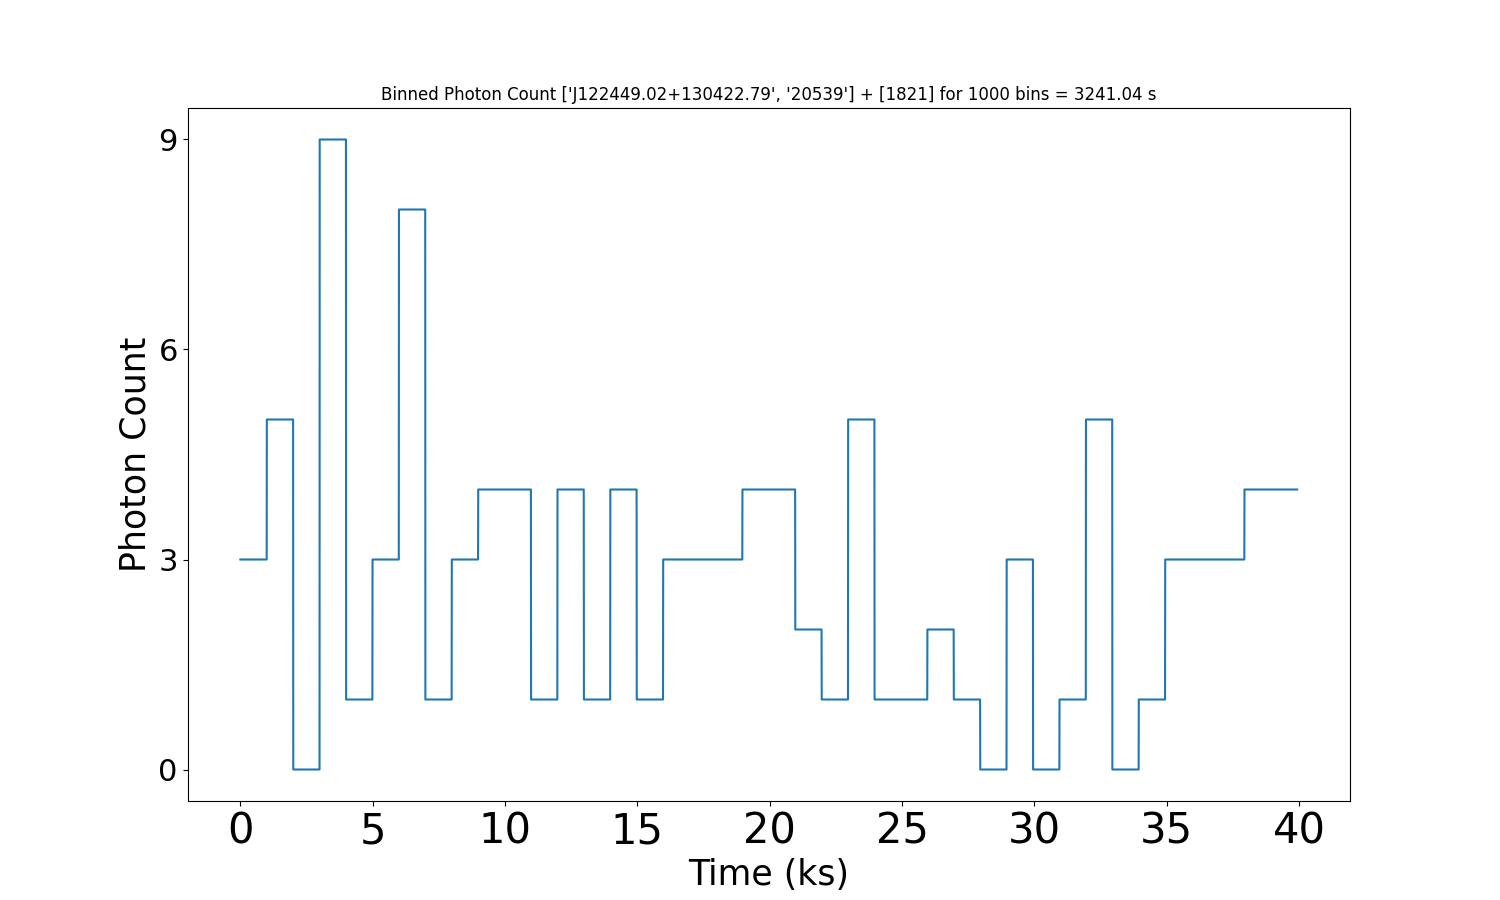 Binned Photon Count ['J122449.02+130422.79', '20539'] + [1821] for 1000 bins = 3241.04 s
9
6
3
0
Photon Count
0 5 10 15 20 25 30 35 40
Time (ks)